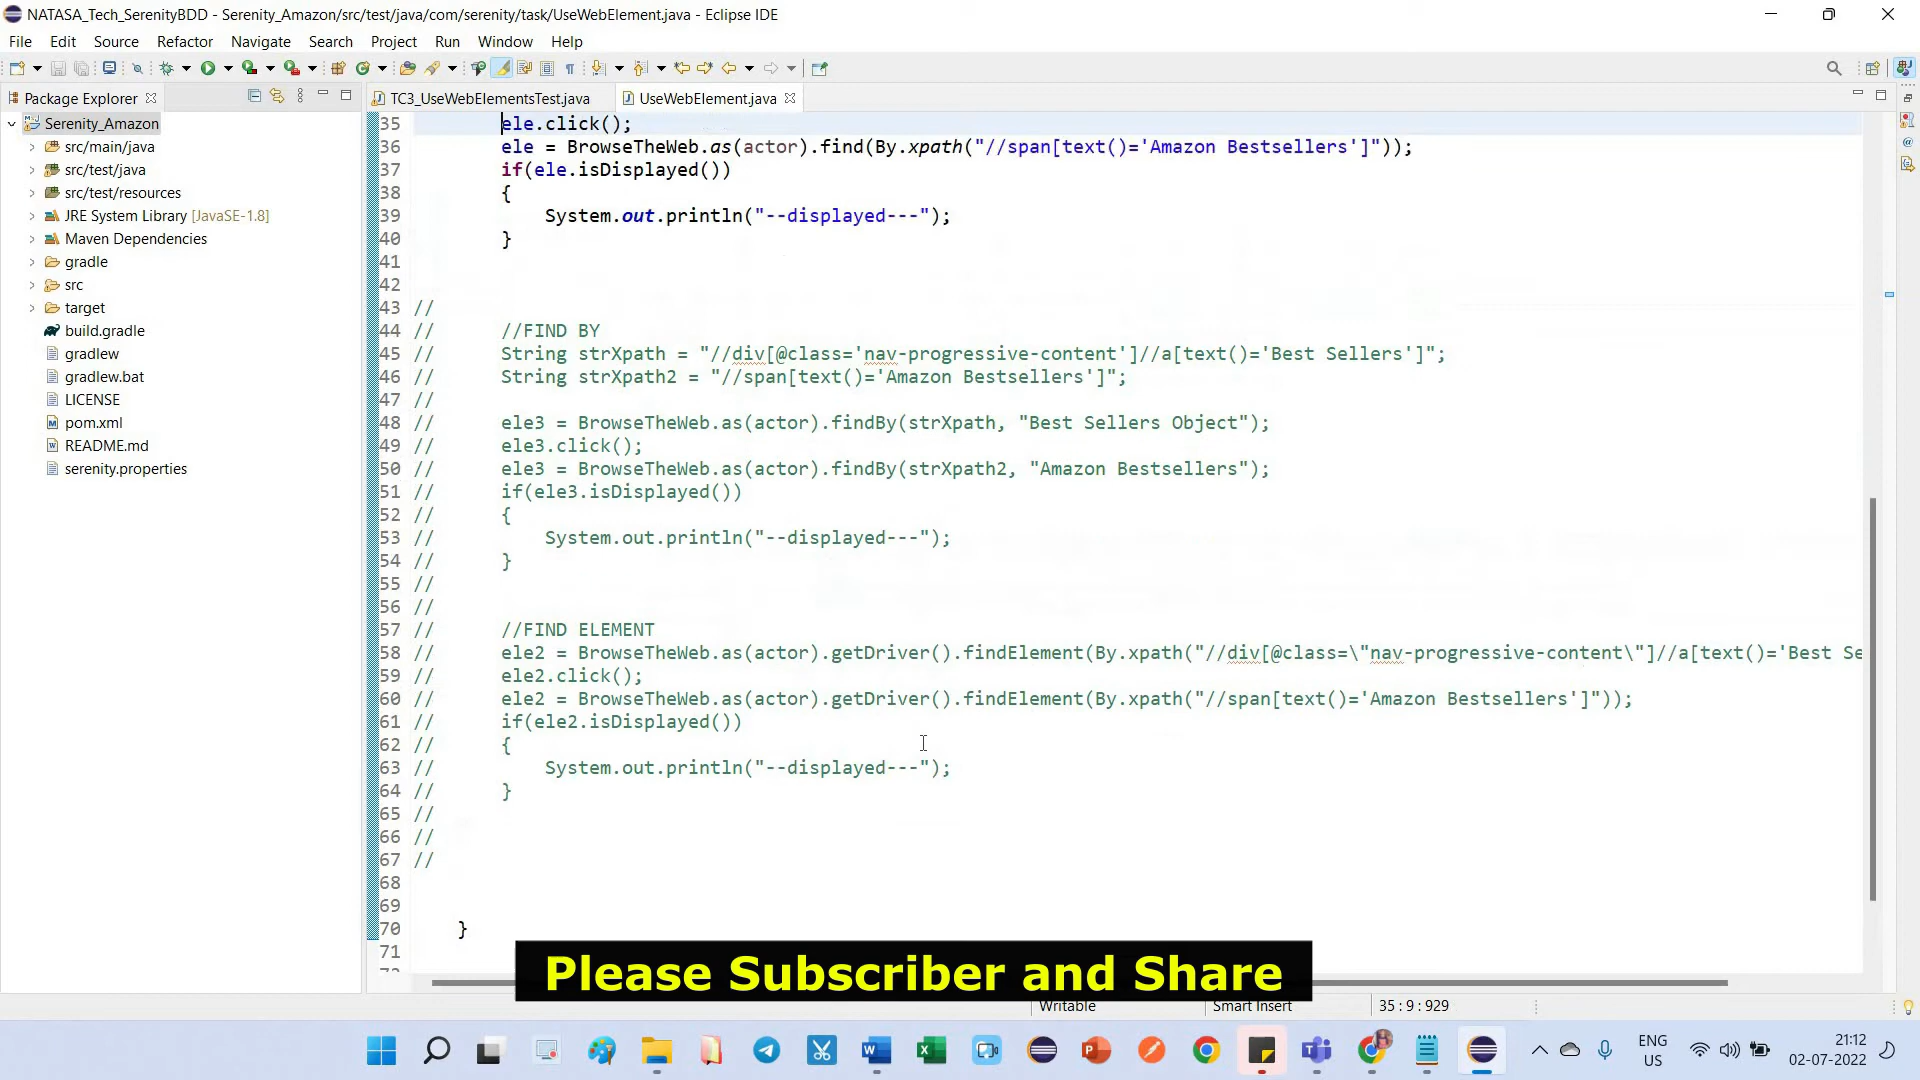 NATASA_Tech_SerenityBDD - Serenity_Amazon/src/test/java/com/serenity/task/UseWebElement.java - Eclipse IDE
File Edit Source Refactor Navigate Search Project Run Window Help
Package Explorer
TC3_UseWebElementsTest.java
UseWebElement.java
Serenity_Amazon
src/main/java
src/test/java
src/test/resources
JRE System Library [JavaSE-1.8]
Maven Dependencies
gradle
src
target
build.gradle
gradlew
gradlew.bat
LICENSE
pom.xml
README.md
serenity.properties
35 ele.click();
36 ele = BrowseTheWeb.as(actor).find(By.xpath("//span[text()='Amazon Bestsellers']"));
37 if(ele.isDisplayed())
38 {
39 System.out.println("--displayed---");
40 }
41
42
43 //
44 // //FIND BY
45 // String strXpath = "//div[@class='nav-progressive-content']//a[text()='Best Sellers']";
46 // String strXpath2 = "//span[text()='Amazon Bestsellers']";
47 //
48 // ele3 = BrowseTheWeb.as(actor).findBy(strXpath, "Best Sellers Object");
49 // ele3.click();
50 // ele3 = BrowseTheWeb.as(actor).findBy(strXpath2, "Amazon Bestsellers");
51 // if(ele3.isDisplayed())
52 // {
53 // System.out.println("--displayed---");
54 // }
55 //
56 //
57 // //FIND ELEMENT
58 // ele2 = BrowseTheWeb.as(actor).getDriver().findElement(By.xpath("//div[@class=\"nav-progressive-content\"]//a[text()='Best Se
59 // ele2.click();
60 // ele2 = BrowseTheWeb.as(actor).getDriver().findElement(By.xpath("//span[text()='Amazon Bestsellers']"));
61 // if(ele2.isDisplayed())
62 // {
63 // System.out.println("--displayed---");
64 // }
65 //
66 //
67 //
68
69
70 }
71
Please Subscriber and Share
Writable Smart Insert 35 : 9 : 929
ENG
US
21:12
02-07-2022